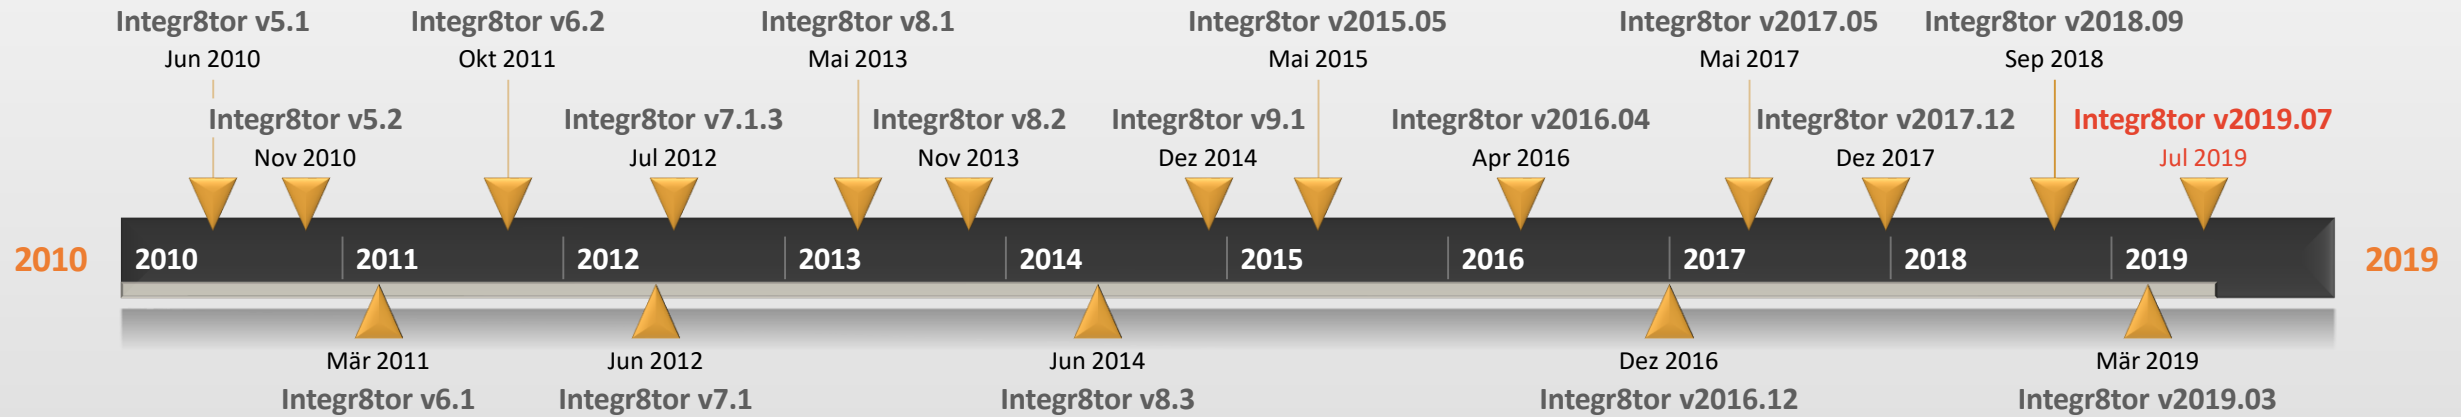 Integr8tor v5.1
Jun 2010
Integr8tor v6.2
Okt 2011
Integr8tor v8.1
Mai 2013
Integr8tor v2015.05
Mai 2015
Integr8tor v2017.05
Mai 2017
Integr8tor v2018.09
Sep 2018
Integr8tor v5.2
Nov 2010
Integr8tor v7.1.3
Jul 2012
Integr8tor v8.2
Nov 2013
Integr8tor v9.1
Dez 2014
Integr8tor v2016.04
Apr 2016
Integr8tor v2017.12
Dez 2017
Integr8tor v2019.07
Jul 2019
2010
2010
2011
2012
2013
2014
2015
2016
2017
2018
2019
2019
Mär 2011
Integr8tor v6.1
Jun 2012
Integr8tor v7.1
Jun 2014
Integr8tor v8.3
Dez 2016
Integr8tor v2016.12
Mär 2019
Integr8tor v2019.03